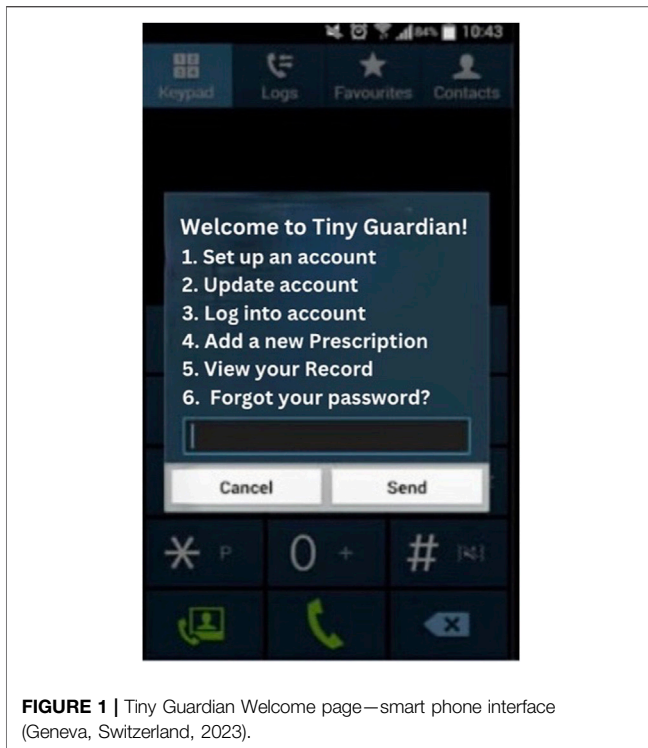 84% 10:43
Keypad Logs Favourites Contacts
Welcome to Tiny Guardian!
1. Set up an account
2. Update account
3. Log into account
4. Add a new Prescription
5. View your Record
6. Forgot your password?
Cancel Send
* P 0 + #
FIGURE 1 | Tiny Guardian Welcome page—smart phone interface
(Geneva, Switzerland, 2023).